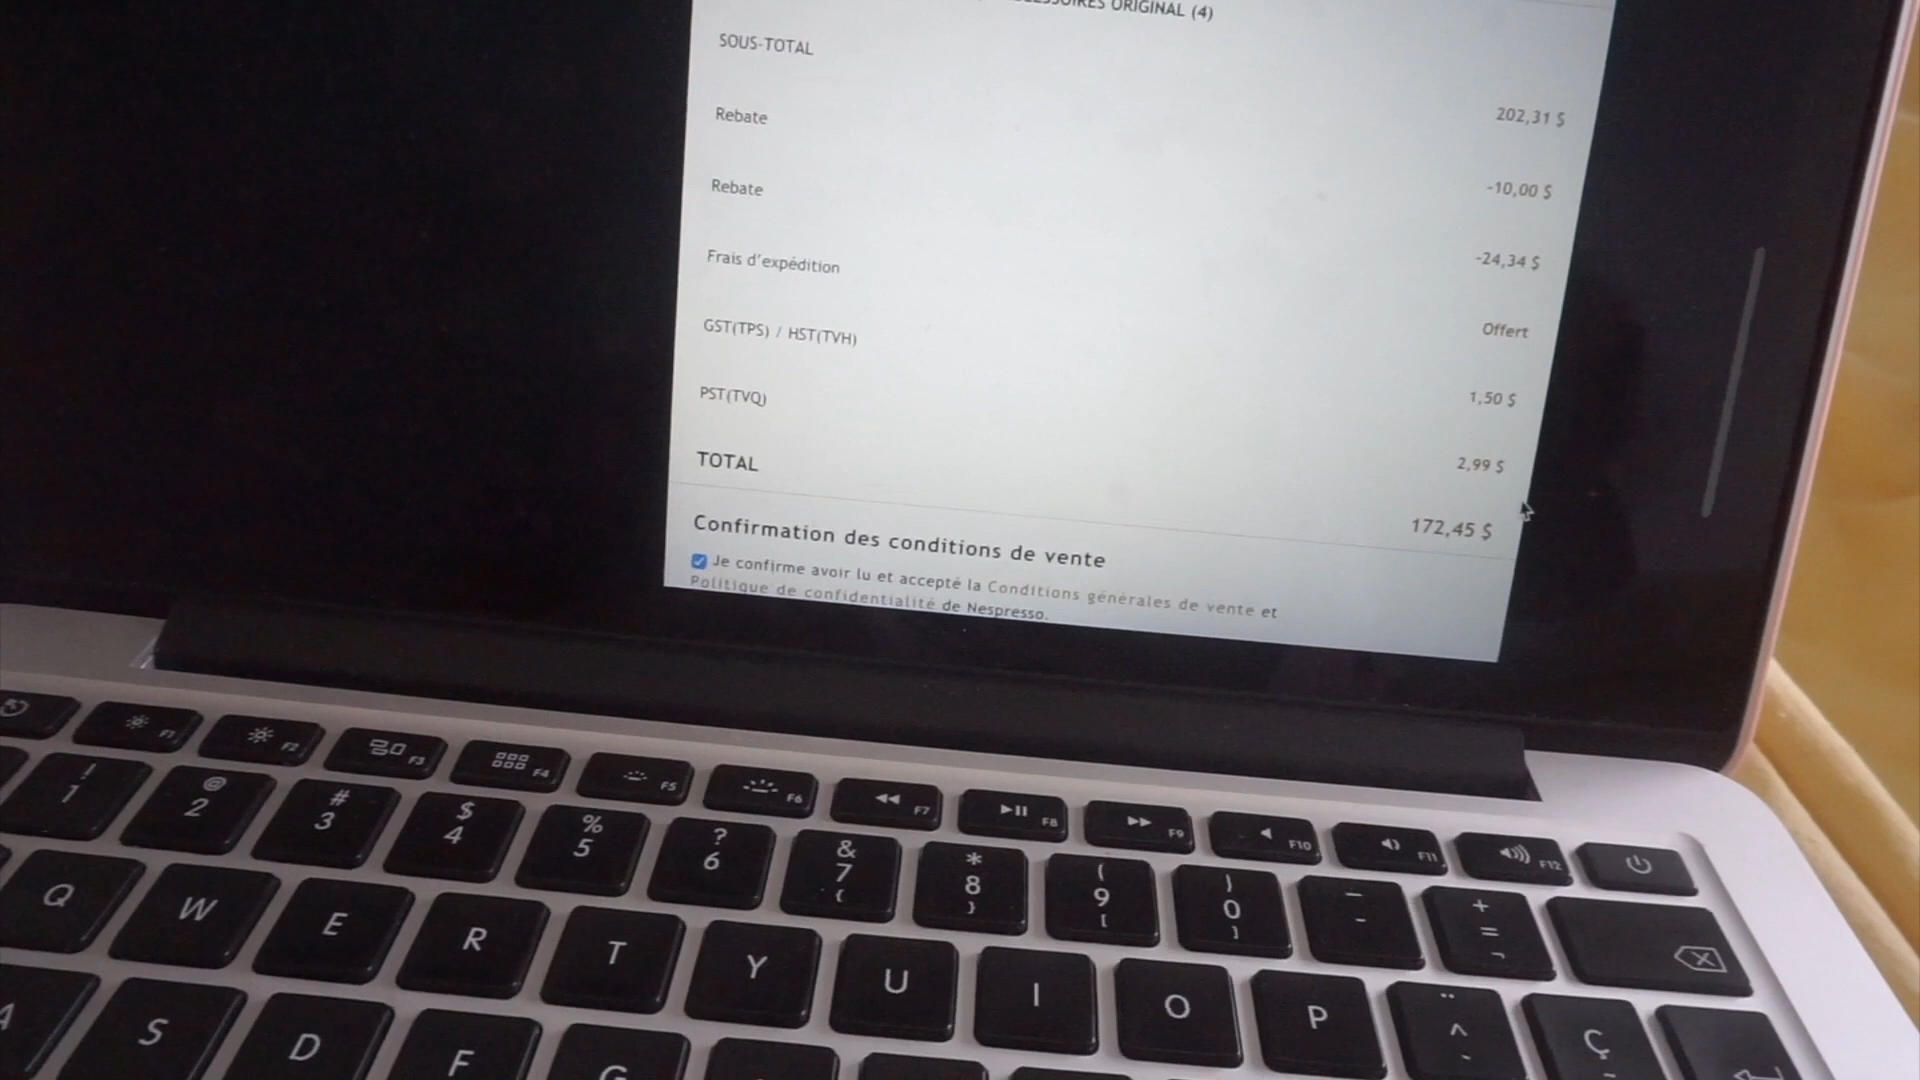 ORIGINAL (4)
SOUS-TOTAL
202,31 $
Rebate
-10,00 $
Rebate
-24,34 $
Frais d'expédition
Offert
GST(TPS) / HST(TVH)
1,50 $
PST(TVQ)
2,99 $
TOTAL
172,45 $
Confirmation des conditions de vente
Je confirme avoir lu et accepté la Conditions générales de vente et
Politique de confidentialité de Nespresso.
F1 F2 F3 F4 F5 F6 F7 F8 F9 F10 F11 F12
! 1 @ 2 # 3 $ 4 % 5 ? 6 & 7 { * 8 } ( 9 [ ) 0 ] _ - + = ¬
Q W E R T Y U I O P ¨ ^ Ç
A S D F G